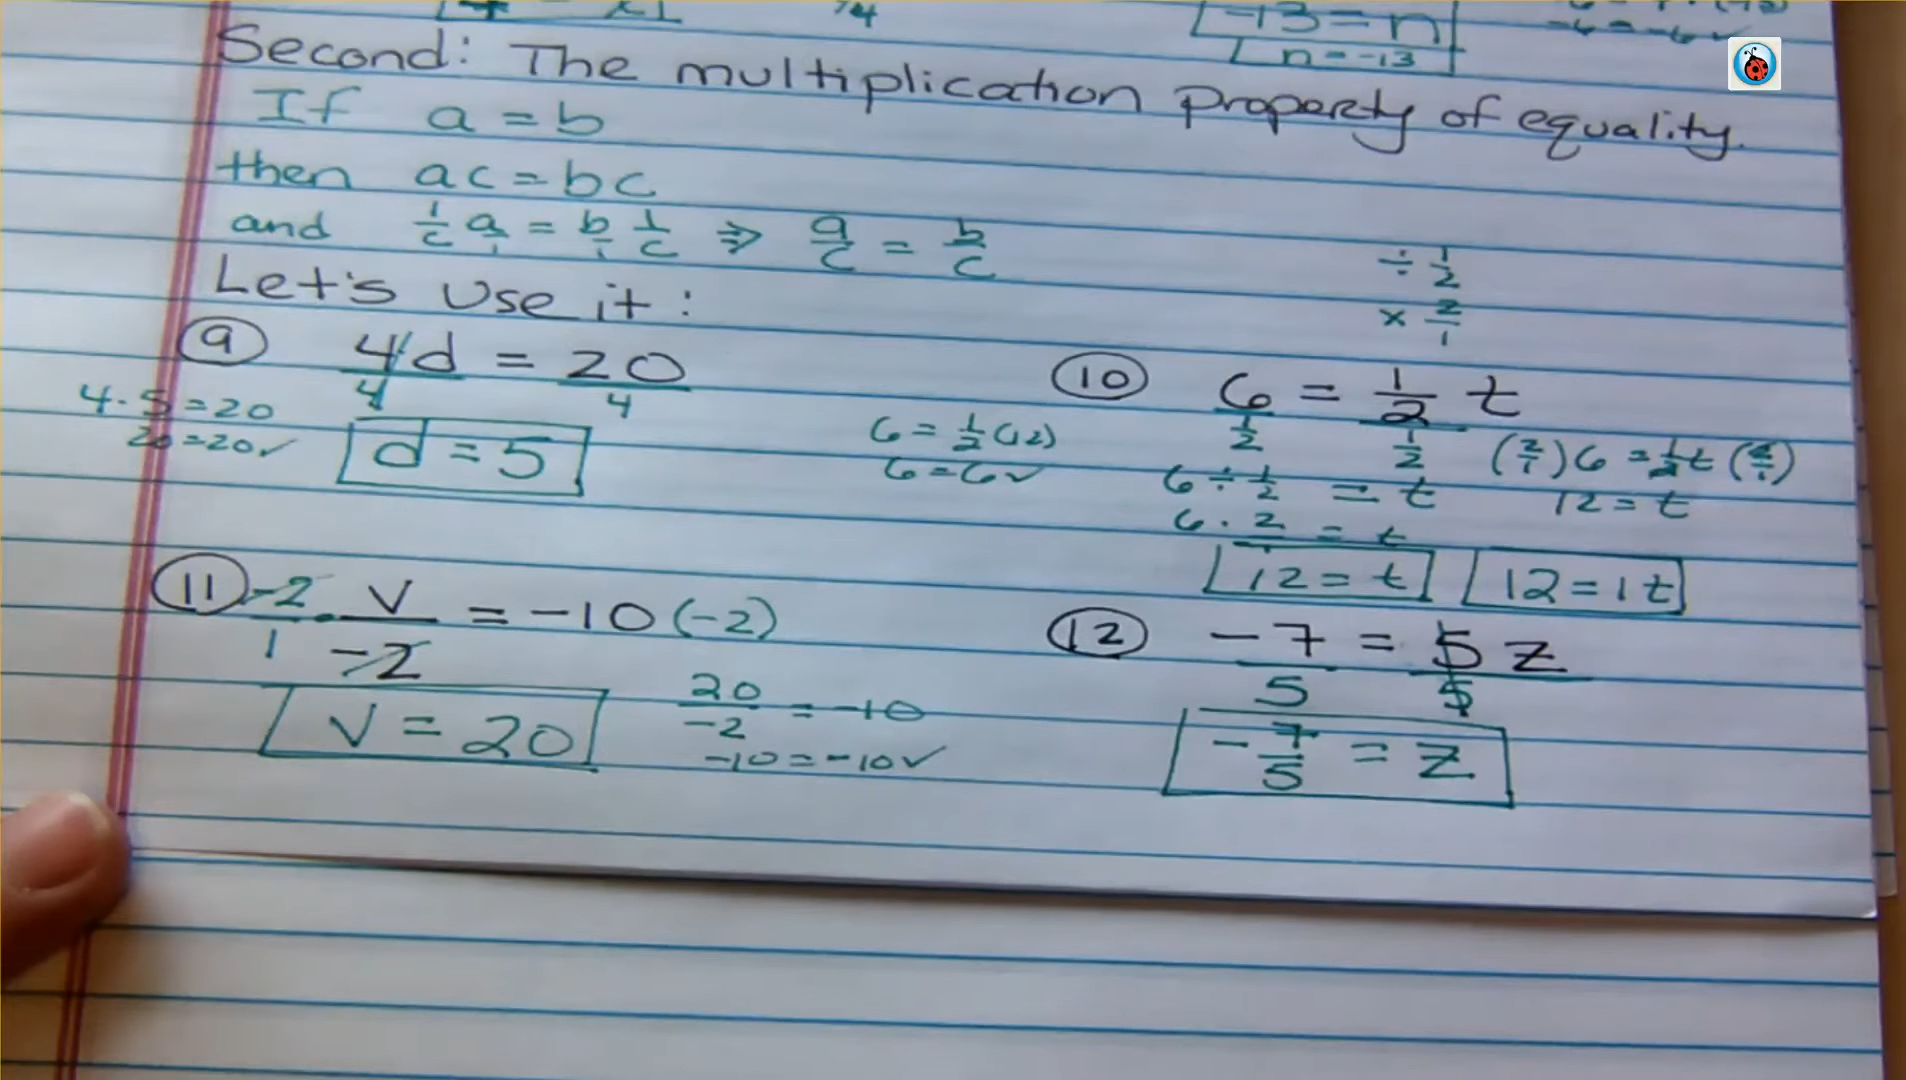 -13 = n
n = -13
Second: The multiplication property of equality.
If a = b
then ac = bc
and 1/c a/1 = b/1 1/c ⇒ a/c = b/c
÷ 1/2
× 2/1
Let's use it:
9 4d = 20
4 4
4 · 5 = 20
20 = 20 ✓
d = 5
10 6 = 1/2 t
1/2 1/2
6 = 1/2 (12)
6 = 6 ✓
6 ÷ 1/2 = t
6 · 2/1 = t
12 = t
(2/1) 6 = 1/2 t (2/1)
12 = t
12 = 1t
11 -2/1 · v/-2 = -10 (-2)
v = 20
20/-2 = -10
-10 = -10 ✓
12 -7 = 5z
5 5
-7/5 = z